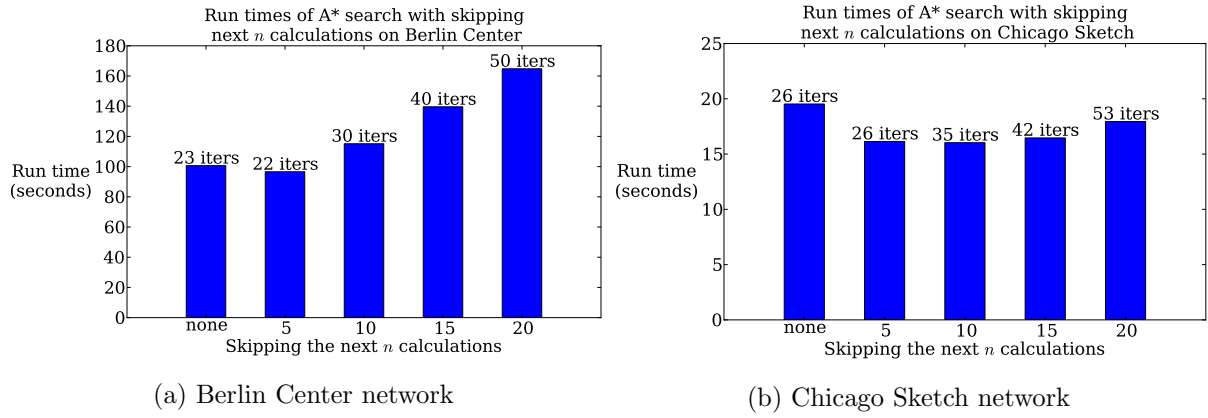 Run times of A* search with skipping
next n calculations on Berlin Center
180
160
140
120
100
80
60
40
20
0
Run time
(seconds)
23 iters
22 iters
30 iters
40 iters
50 iters
none 5 10 15 20
Skipping the next n calculations
(a) Berlin Center network
Run times of A* search with skipping
next n calculations on Chicago Sketch
25
20
15
10
5
0
Run time
(seconds)
26 iters
26 iters
35 iters
42 iters
53 iters
none 5 10 15 20
Skipping the next n calculations
(b) Chicago Sketch network